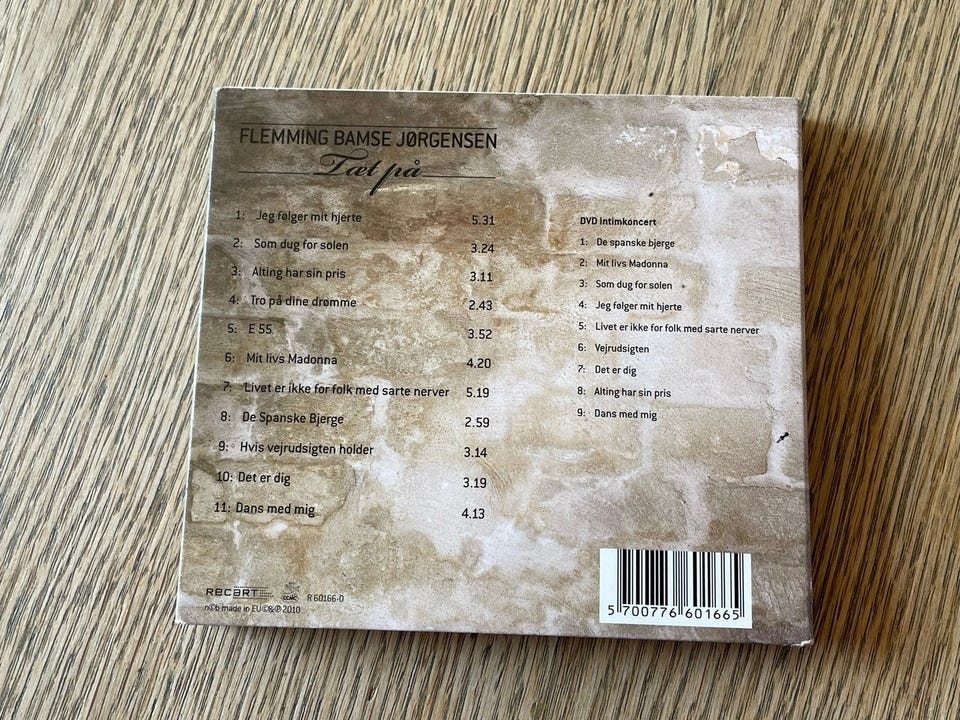 FLEMMING BAMSE JØRGENSEN
Tæt på
1: Jeg følger mit hjerte 5.31
2: Som dug for solen 3.24
3: Alting har sin pris 3.11
4: Tro på dine drømme 2.43
5: E 55 3.52
6: Mit livs Madonna 4.20
7: Livet er ikke for folk med sarte nerver 5.19
8: De Spanske Bjerge 2.59
9: Hvis vejrudsigten holder 3.14
10: Det er dig 3.19
11: Dans med mig 4.13
DVD Intimkoncert
1: De spanske bjerge
2: Mit livs Madonna
3: Som dug for solen
4: Jeg følger mit hjerte
5: Livet er ikke for folk med sarte nerver
6: Vejrudsigten
7: Det er dig
8: Alting har sin pris
9: Dans med mig
RECART R 60166-0
n©b made in EU ©&℗ 2010
5 700776 601665